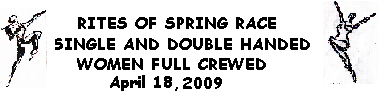 RITES OF SPRING RACE
SINGLE AND DOUBLE HANDED
WOMEN FULL CREWED
April 18, 2009